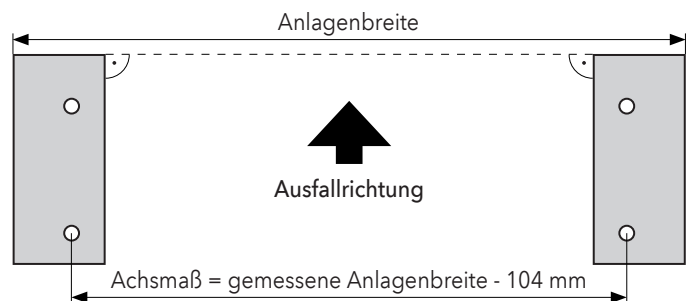 Anlagenbreite
Ausfallrichtung
Achsmaß = gemessene Anlagenbreite - 104 mm